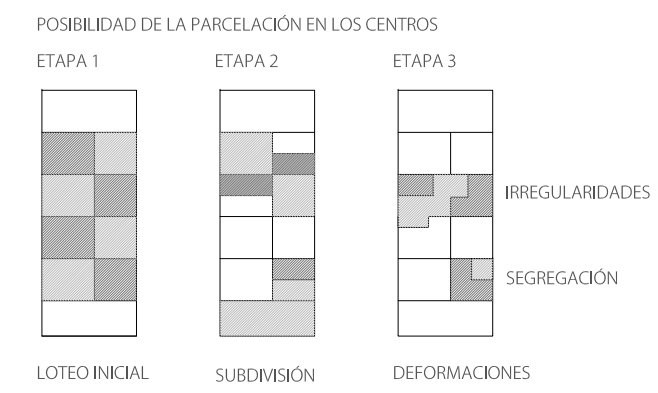 POSIBILIDAD DE LA PARCELACIÓN EN LOS CENTROS
ETAPA 1
ETAPA 2
ETAPA 3
IRREGULARIDADES
SEGREGACIÓN
LOTEO INICIAL
SUBDIVISIÓN
DEFORMACIONES